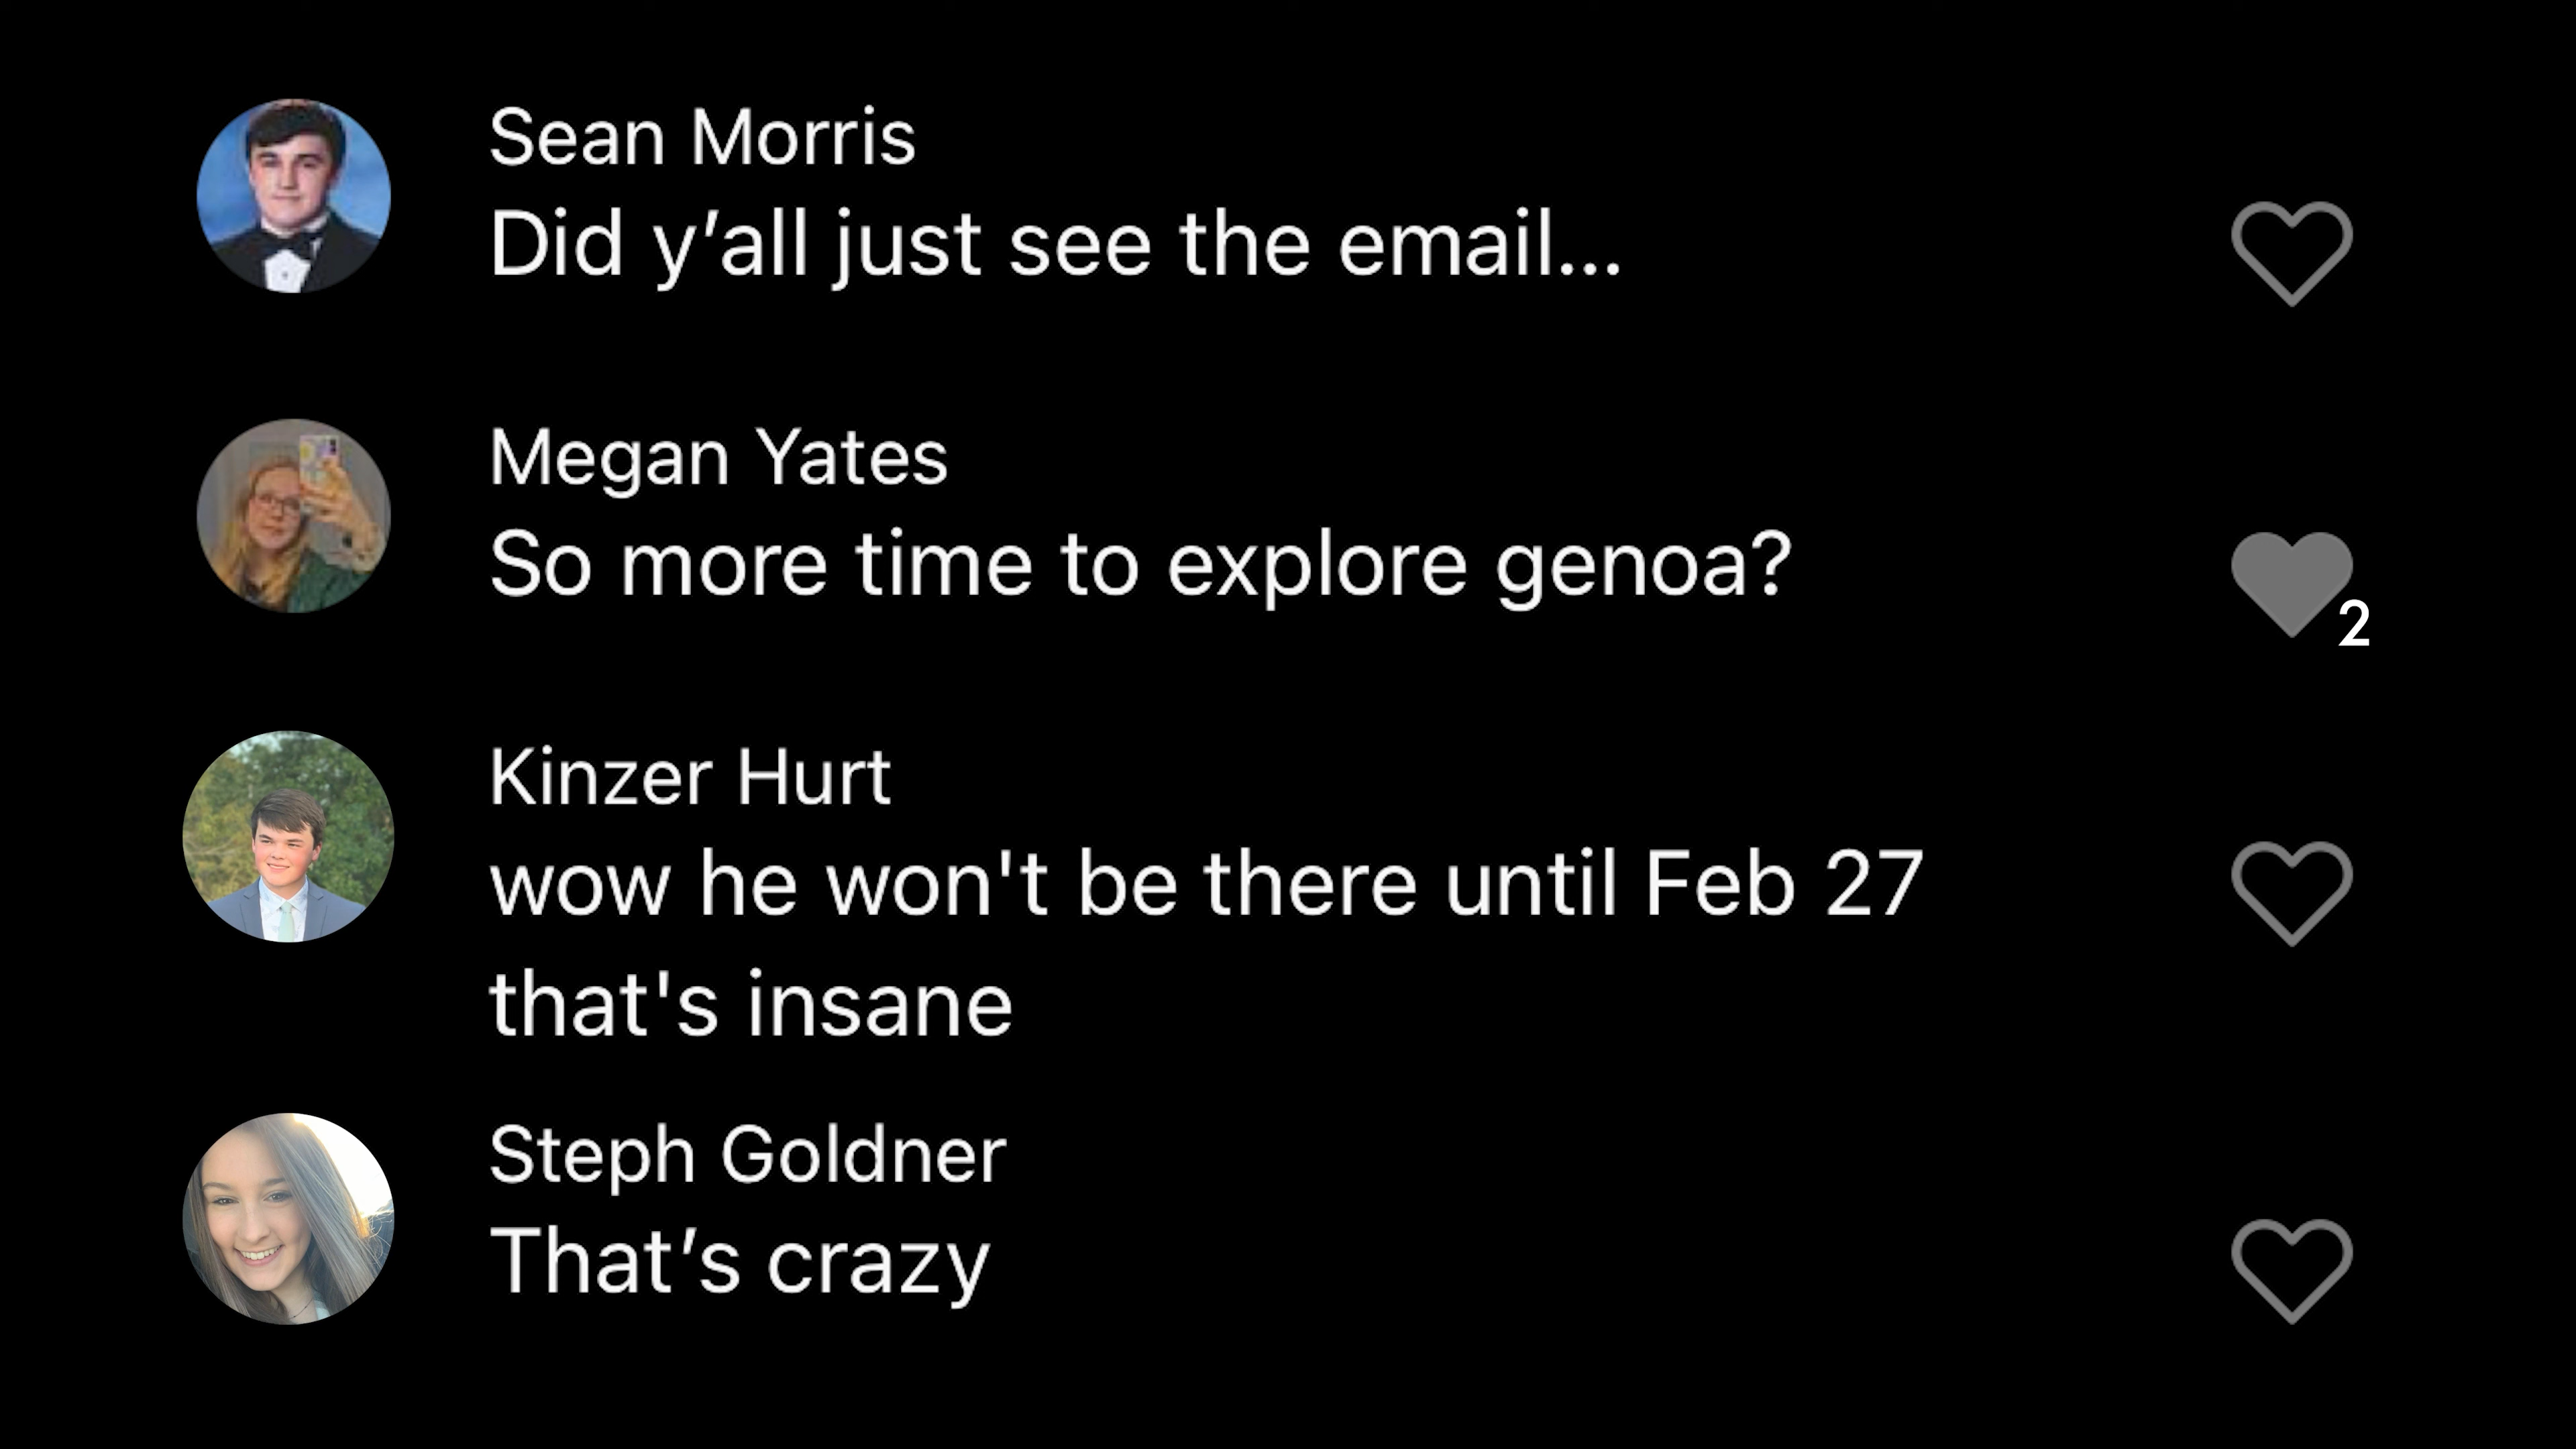 Sean Morris
Did y’all just see the email...
Megan Yates
So more time to explore genoa?
2
Kinzer Hurt
wow he won't be there until Feb 27
that's insane
Steph Goldner
That’s crazy